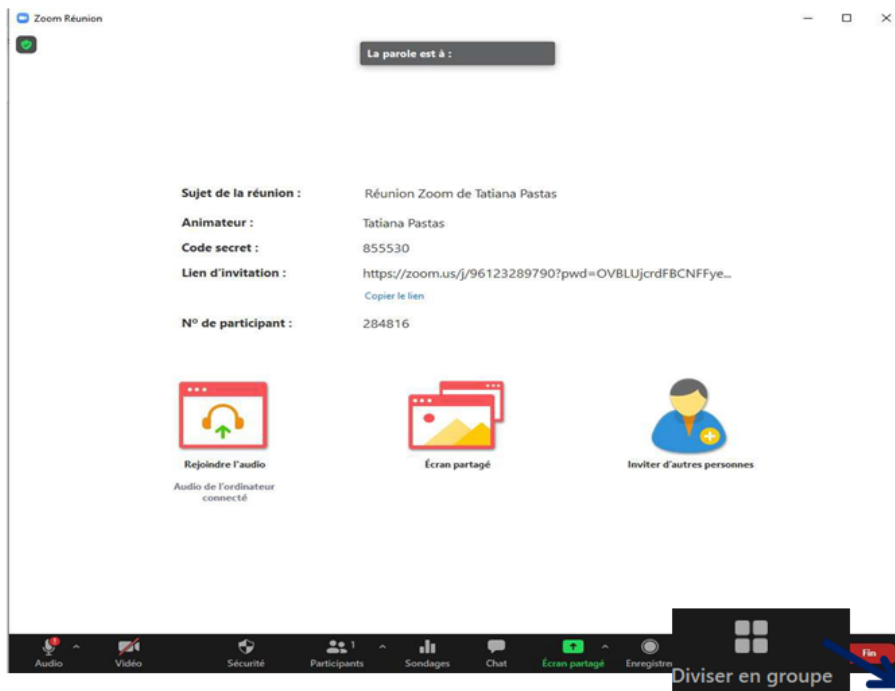 Zoom Réunion
La parole est à :
Sujet de la réunion : Réunion Zoom de Tatiana Pastas
Animateur : Tatiana Pastas
Code secret : 855530
Lien d'invitation : https://zoom.us/j/96123289790?pwd=OVBLUjcrdFBCNFFye...
Copier le lien
N° de participant : 284816
Rejoindre l'audio Écran partagé Inviter d'autres personnes
Audio de l'ordinateur
connecté
1
Audio Vidéo Sécurité Participants Sondages Chat Écran partagé Enregistrer Fin
Diviser en groupe